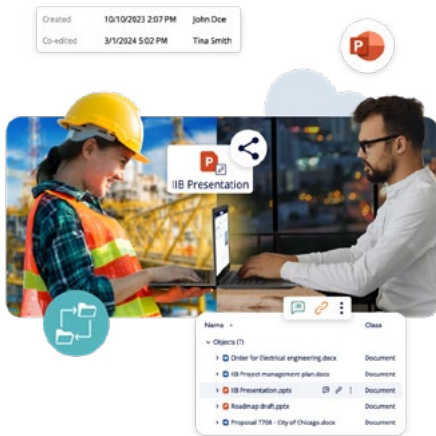 Created 10/10/2023 2:07 PM John Doe
Co-edited 3/1/2024 5:02 PM Tina Smith
P
P
IIB Presentation
Name Class
Objects (7)
Order for Electrical engineering.docx Document
IIB Project management plan.docx Document
IIB Presentation.pptx Document
Roadmap draft.pptx Document
Proposal 7708 - City of Chicago.docx Document